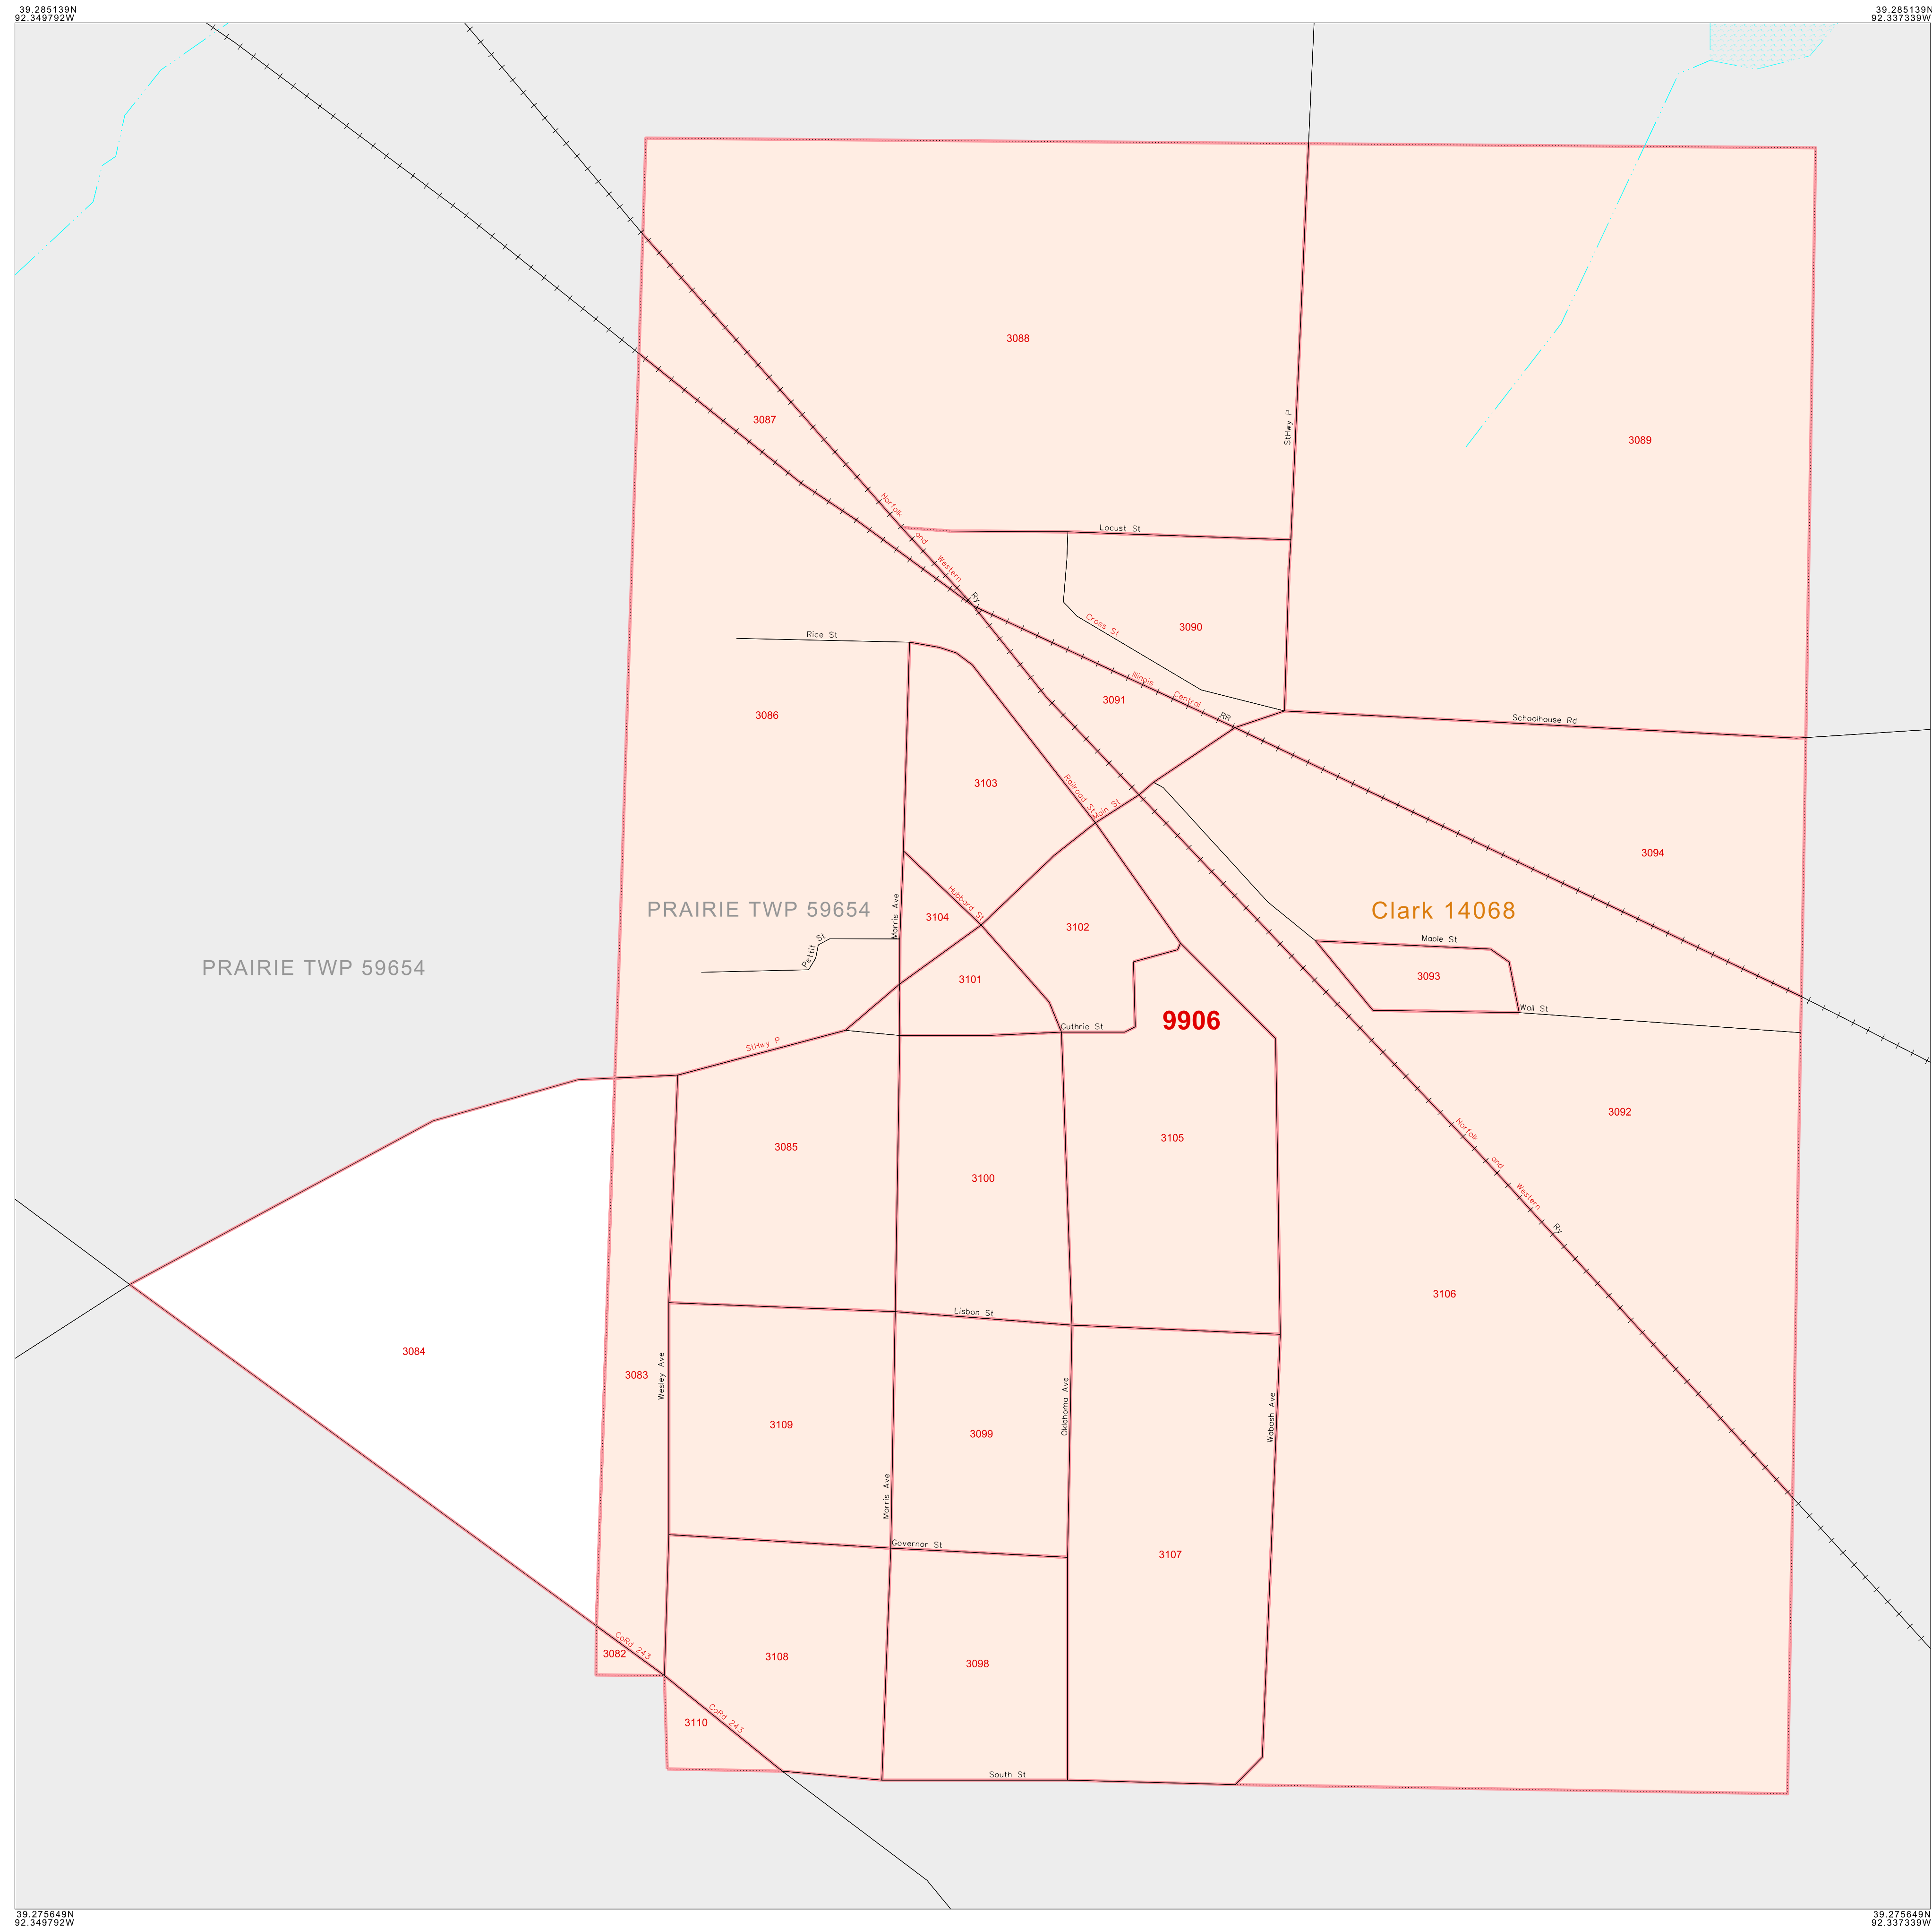 39.285139N
92.349792W
39.285139N
92.337339W
3088
3087
StHwy P
3089
Norfolk and Western Ry
Locust St
Cross St
3090
Rice St
Illinois Central RR
3091
3086
Schoolhouse Rd
3103
Railroad St
Main St
3094
Hubbard St
Morris Ave
PRAIRIE TWP 59654
3104
3102
Clark 14068
Pettit St
Maple St
PRAIRIE TWP 59654
3101
3093
Wall St
9906
Guthrie St
StHwy P
3092
3085
3105
Norfolk and Western Ry
3100
3106
Lisbon St
3084
3083
Wesley Ave
Oklahoma Ave
Wabash Ave
3109
3099
Morris Ave
Governor St
3107
CoRd 243
3082
3108
3098
3110
CoRd 243
South St
39.275649N
92.349792W
39.275649N
92.337339W